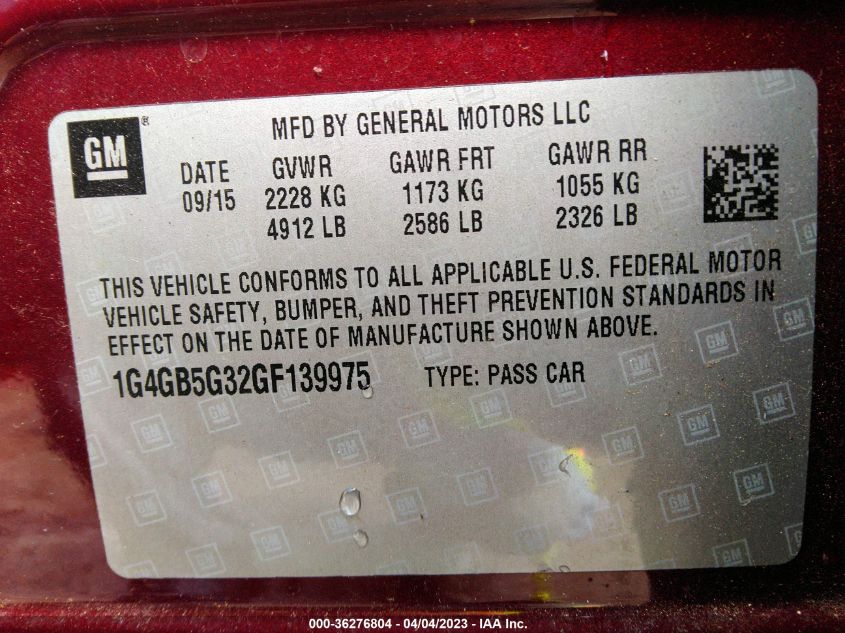 GM ®
MFD BY GENERAL MOTORS LLC
DATE GVWR GAWR FRT GAWR RR
09/15 2228 KG 1173 KG 1055 KG
4912 LB 2586 LB 2326 LB
THIS VEHICLE CONFORMS TO ALL APPLICABLE U.S. FEDERAL MOTOR
VEHICLE SAFETY, BUMPER, AND THEFT PREVENTION STANDARDS IN
EFFECT ON THE DATE OF MANUFACTURE SHOWN ABOVE.
1G4GB5G32GF139975 TYPE: PASS CAR
000-36276804 - 04/04/2023 - IAA Inc.